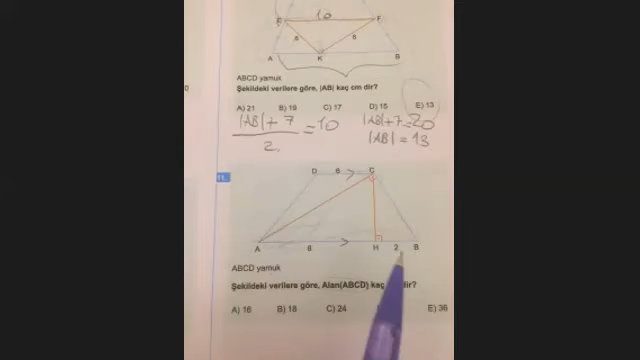 10
E F
6 8
A K B
ABCD yamuk
Şekildeki verilere göre, |AB| kaç cm dir?
A) 21 B) 19 C) 17 D) 15 E) 13
|AB| + 7 = 10 |AB| + 7 = 20
2 |AB| = 13
11.
D 6 C
A 8 H 2 B
ABCD yamuk
Şekildeki verilere göre, Alan(ABCD) kaç dir?
A) 16 B) 18 C) 24 E) 36